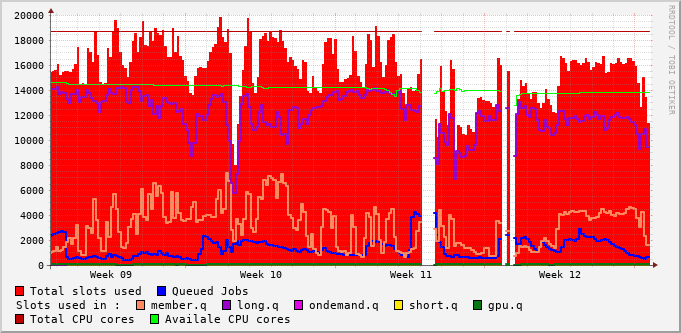 20000
18000
16000
14000
12000
10000
8000
6000
4000
2000
0
Week 09 Week 10 Week 11 Week 12
RRDTOOL / TOBI OETIKER
Total slots used Queued Jobs
Slots used in : member.q long.q ondemand.q short.q gpu.q
Total CPU cores Availale CPU cores